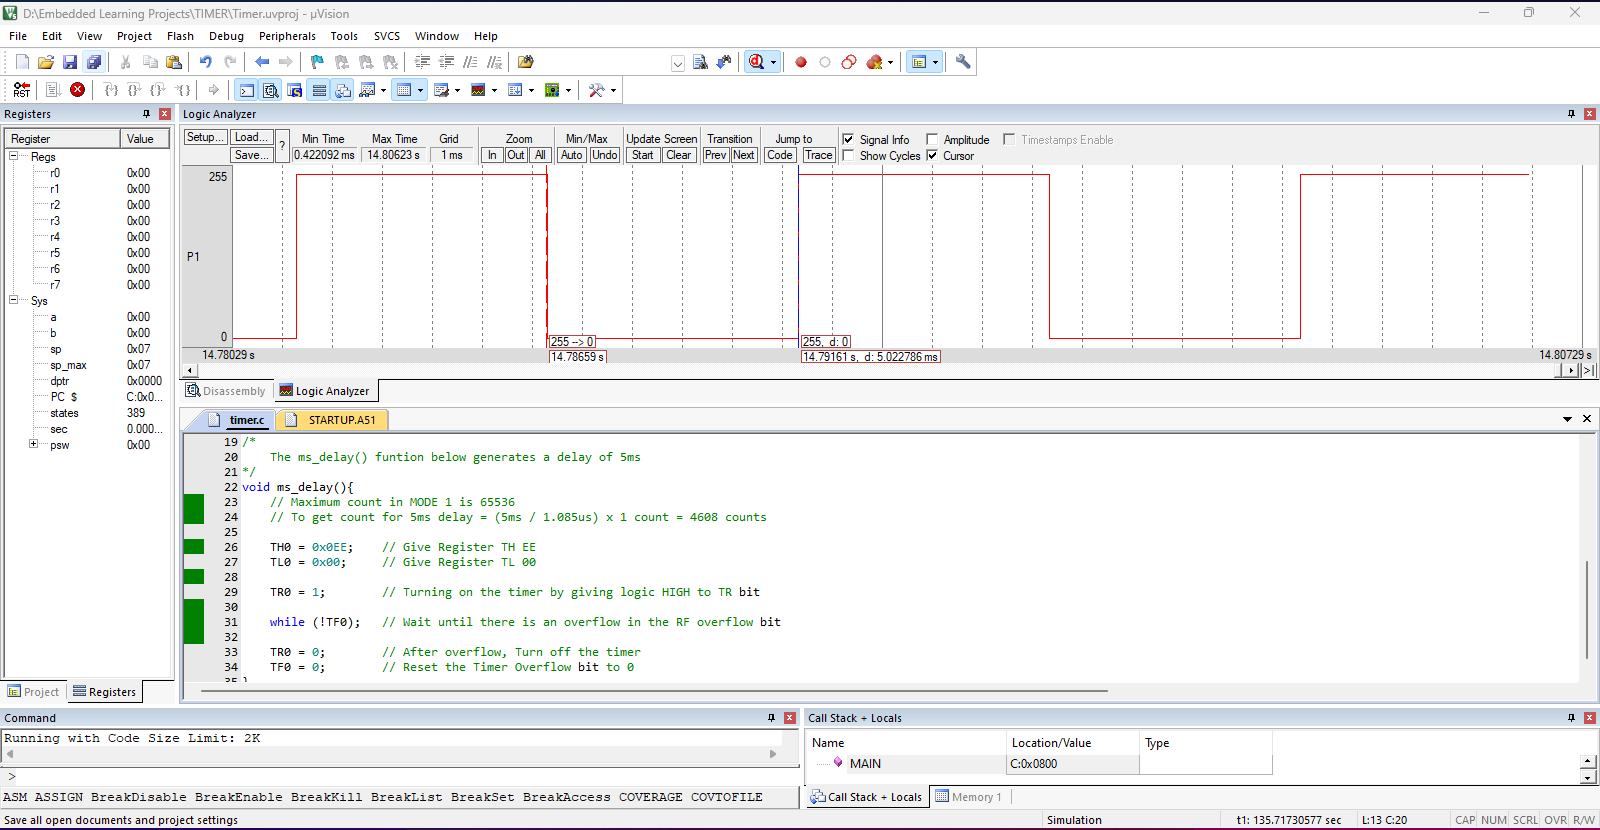 D:\Embedded Learning Projects\TIMER\Timer.uvproj - µVision
File Edit View Project Flash Debug Peripherals Tools SVCS Window Help
RST
Registers
Register Value
Regs
r0 0x00
r1 0x00
r2 0x00
r3 0x00
r4 0x00
r5 0x00
r6 0x00
r7 0x00
Sys
a 0x00
b 0x00
sp 0x07
sp_max 0x07
dptr 0x0000
PC $ C:0x0...
states 389
sec 0.000...
psw 0x00
Project Registers
Logic Analyzer
Setup... Load... Min Time Max Time Grid Zoom Min/Max Update Screen Transition Jump to Signal Info Amplitude Timestamps Enable
Save... ? 0.422092 ms 14.80623 s 1 ms In Out All Auto Undo Start Clear Prev Next Code Trace Show Cycles Cursor
255
P1
0
255 --> 0 255, d: 0
14.78029 s 14.78659 s 14.79161 s, d: 5.022786 ms 14.80729 s
Disassembly Logic Analyzer
timer.c STARTUP.A51
19 /*
20 The ms_delay() funtion below generates a delay of 5ms
21 */
22 void ms_delay(){
23 // Maximum count in MODE 1 is 65536
24 // To get count for 5ms delay = (5ms / 1.085us) x 1 count = 4608 counts
25
26 TH0 = 0x0EE; // Give Register TH EE
27 TL0 = 0x00; // Give Register TL 00
28
29 TR0 = 1; // Turning on the timer by giving logic HIGH to TR bit
30
31 while (!TF0); // Wait until there is an overflow in the RF overflow bit
32
33 TR0 = 0; // After overflow, Turn off the timer
34 TF0 = 0; // Reset the Timer Overflow bit to 0
35 }
Command
Running with Code Size Limit: 2K
>
ASM ASSIGN BreakDisable BreakEnable BreakKill BreakList BreakSet BreakAccess COVERAGE COVTOFILE
Call Stack + Locals
Name Location/Value Type
MAIN C:0x0800
Call Stack + Locals Memory 1
Save all open documents and project settings Simulation t1: 135.71730577 sec L:13 C:20 CAP NUM SCRL OVR R/W